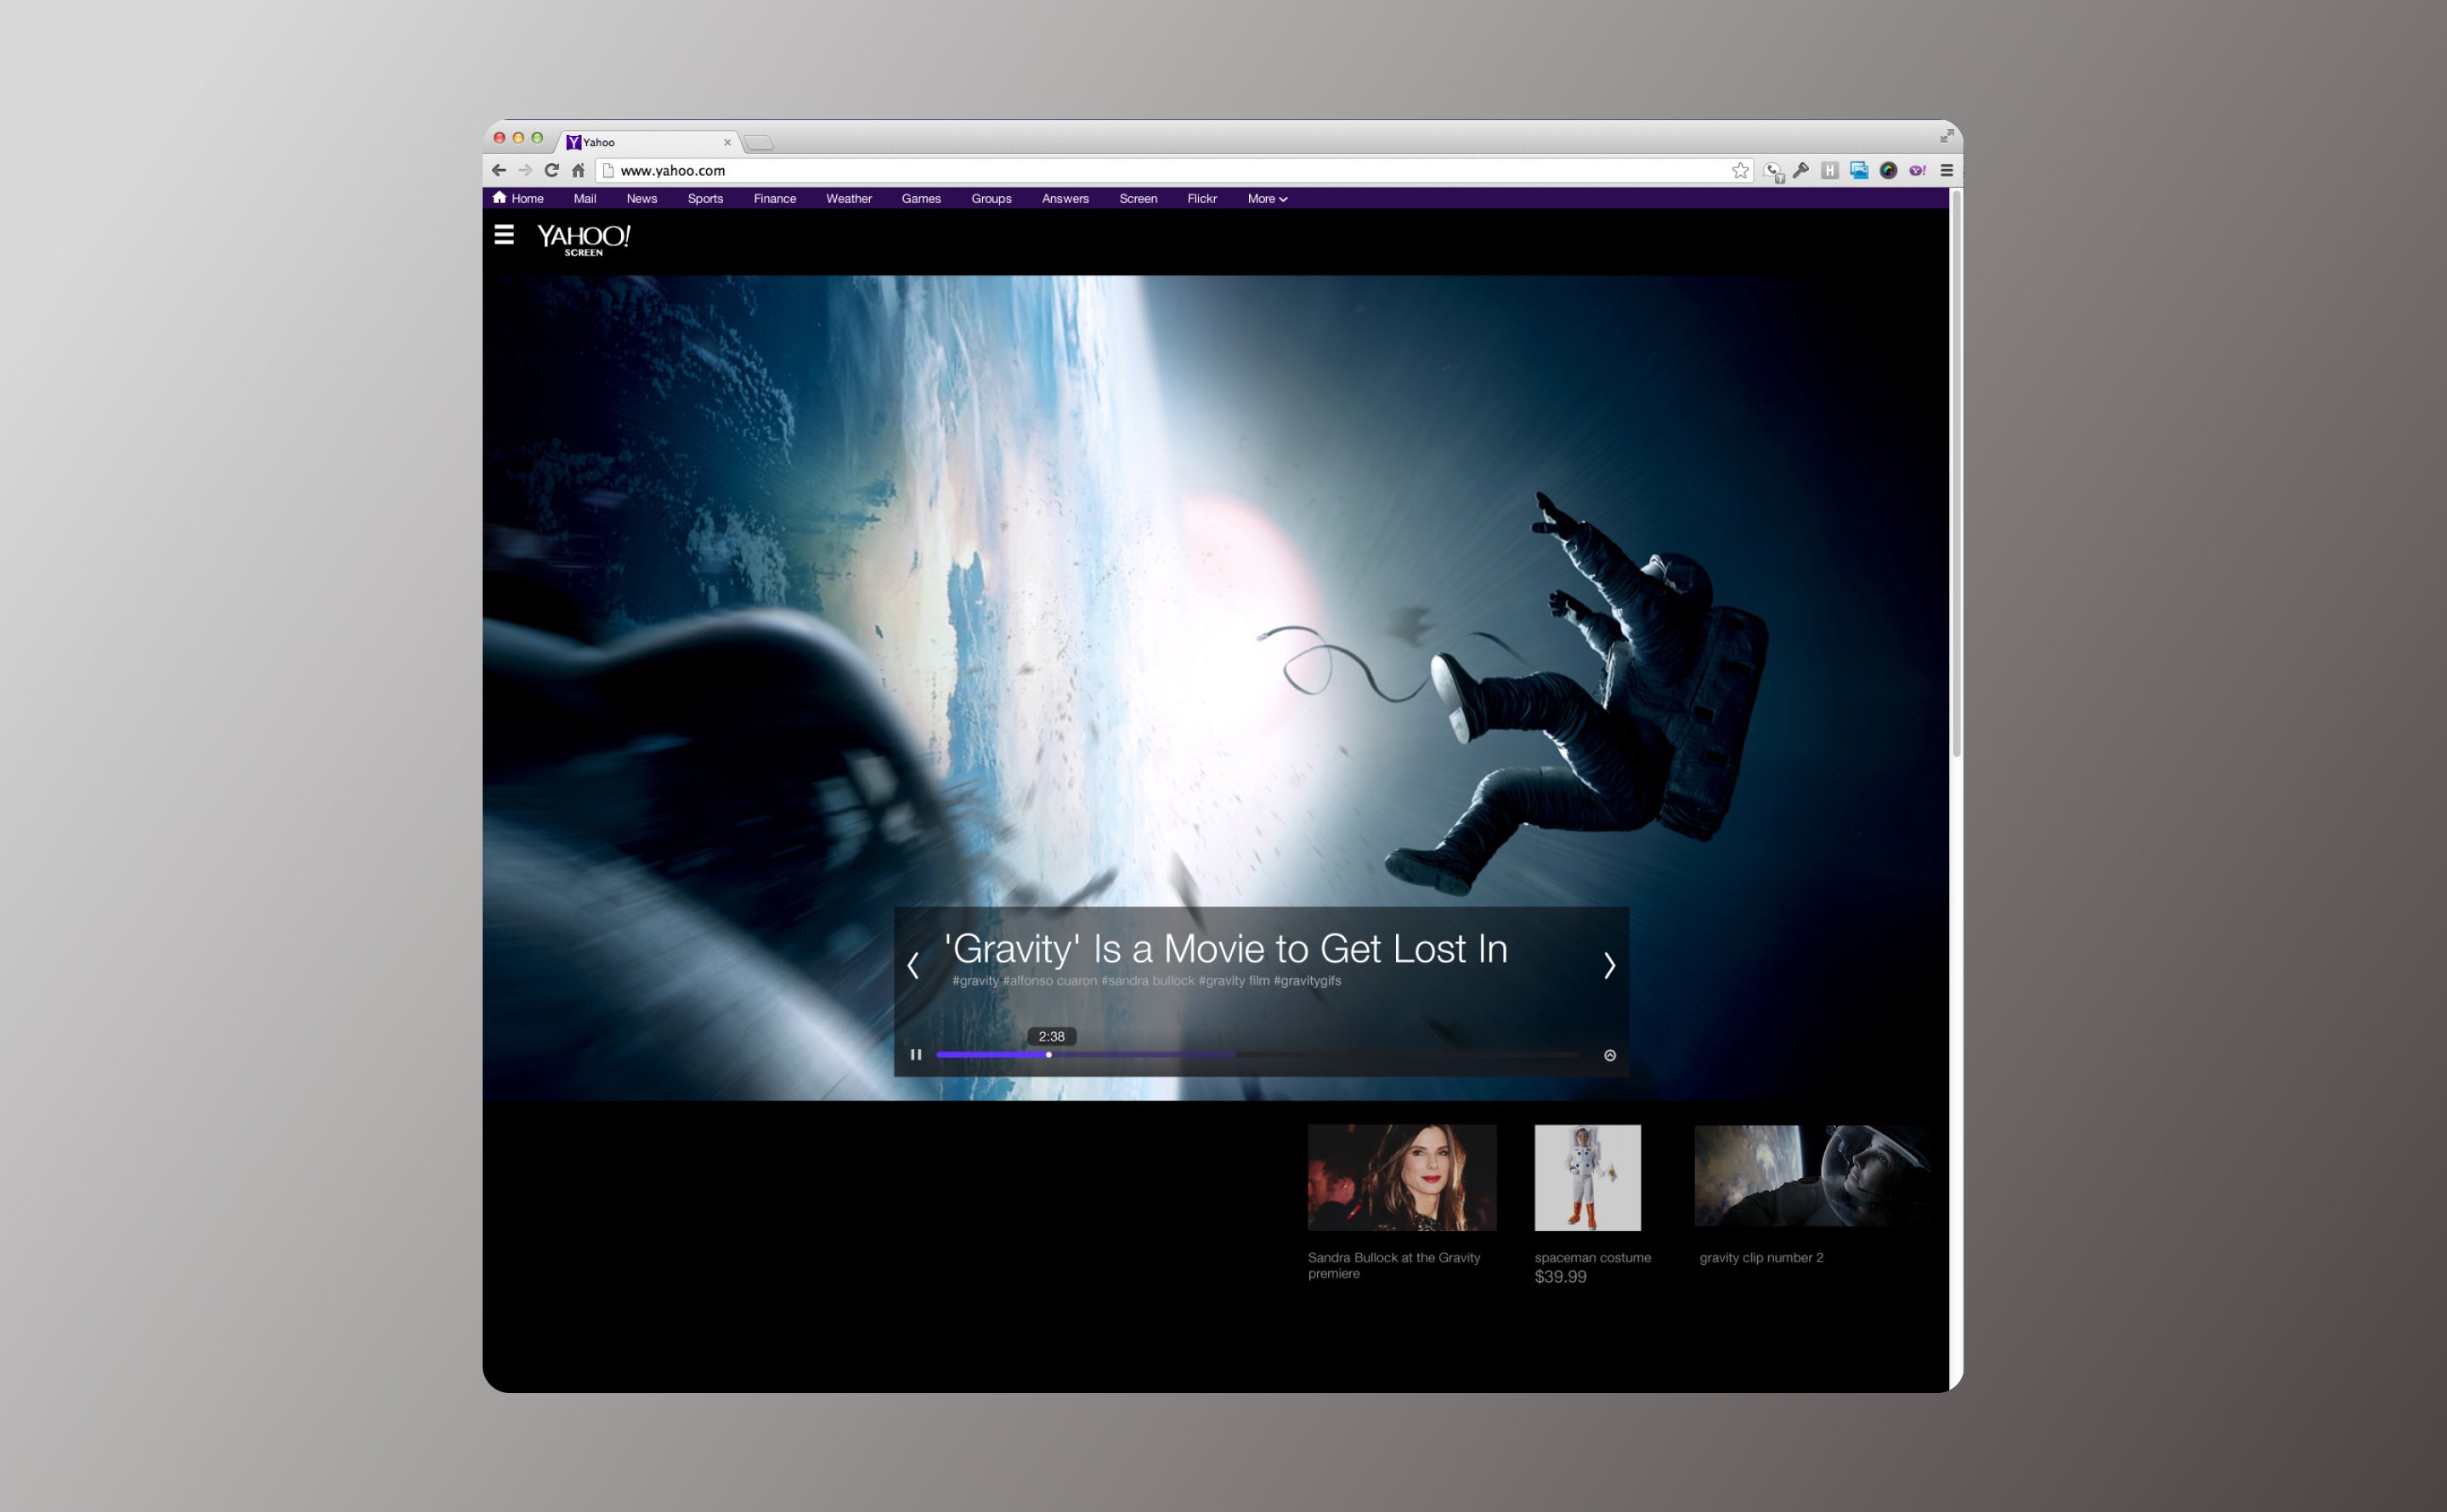 Yahoo
www.yahoo.com
Home Mail News Sports Finance Weather Games Groups Answers Screen Flickr More
YAHOO!
SCREEN
'Gravity' Is a Movie to Get Lost In
#gravity #alfonso cuaron #sandra bullock #gravity film #gravitygifs
2:38
Sandra Bullock at the Gravity
premiere
spaceman costume
$39.99
gravity clip number 2